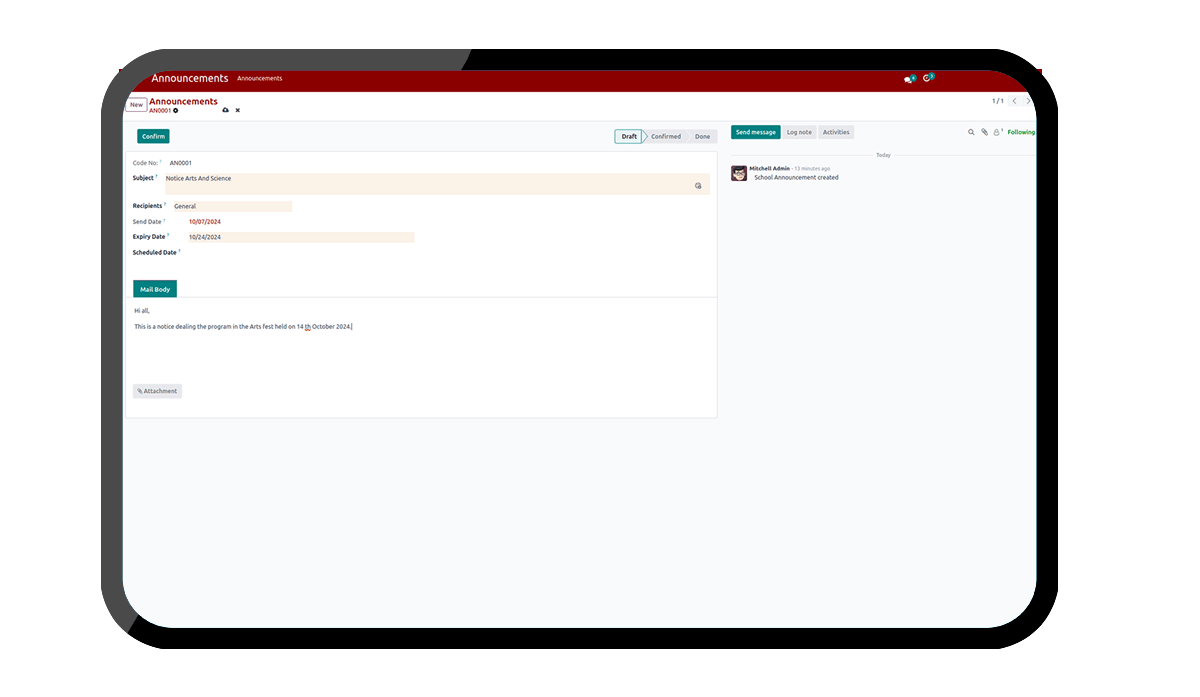 Announcements Announcements 4 3
New Announcements
AN0001
1 / 1
Confirm Draft Confirmed Done
Send message Log note Activities 1 Following
Code No: ? AN0001
Subject ? Notice Arts And Science
Recipients ? General
Send Date ? 10/07/2024
Expiry Date ? 10/24/2024
Scheduled Date ?
Mail Body
Hi all,
This is a notice dealing the program in the Arts fest held on 14 th October 2024.
Attachment
Today
Mitchell Admin - 13 minutes ago
School Announcement created